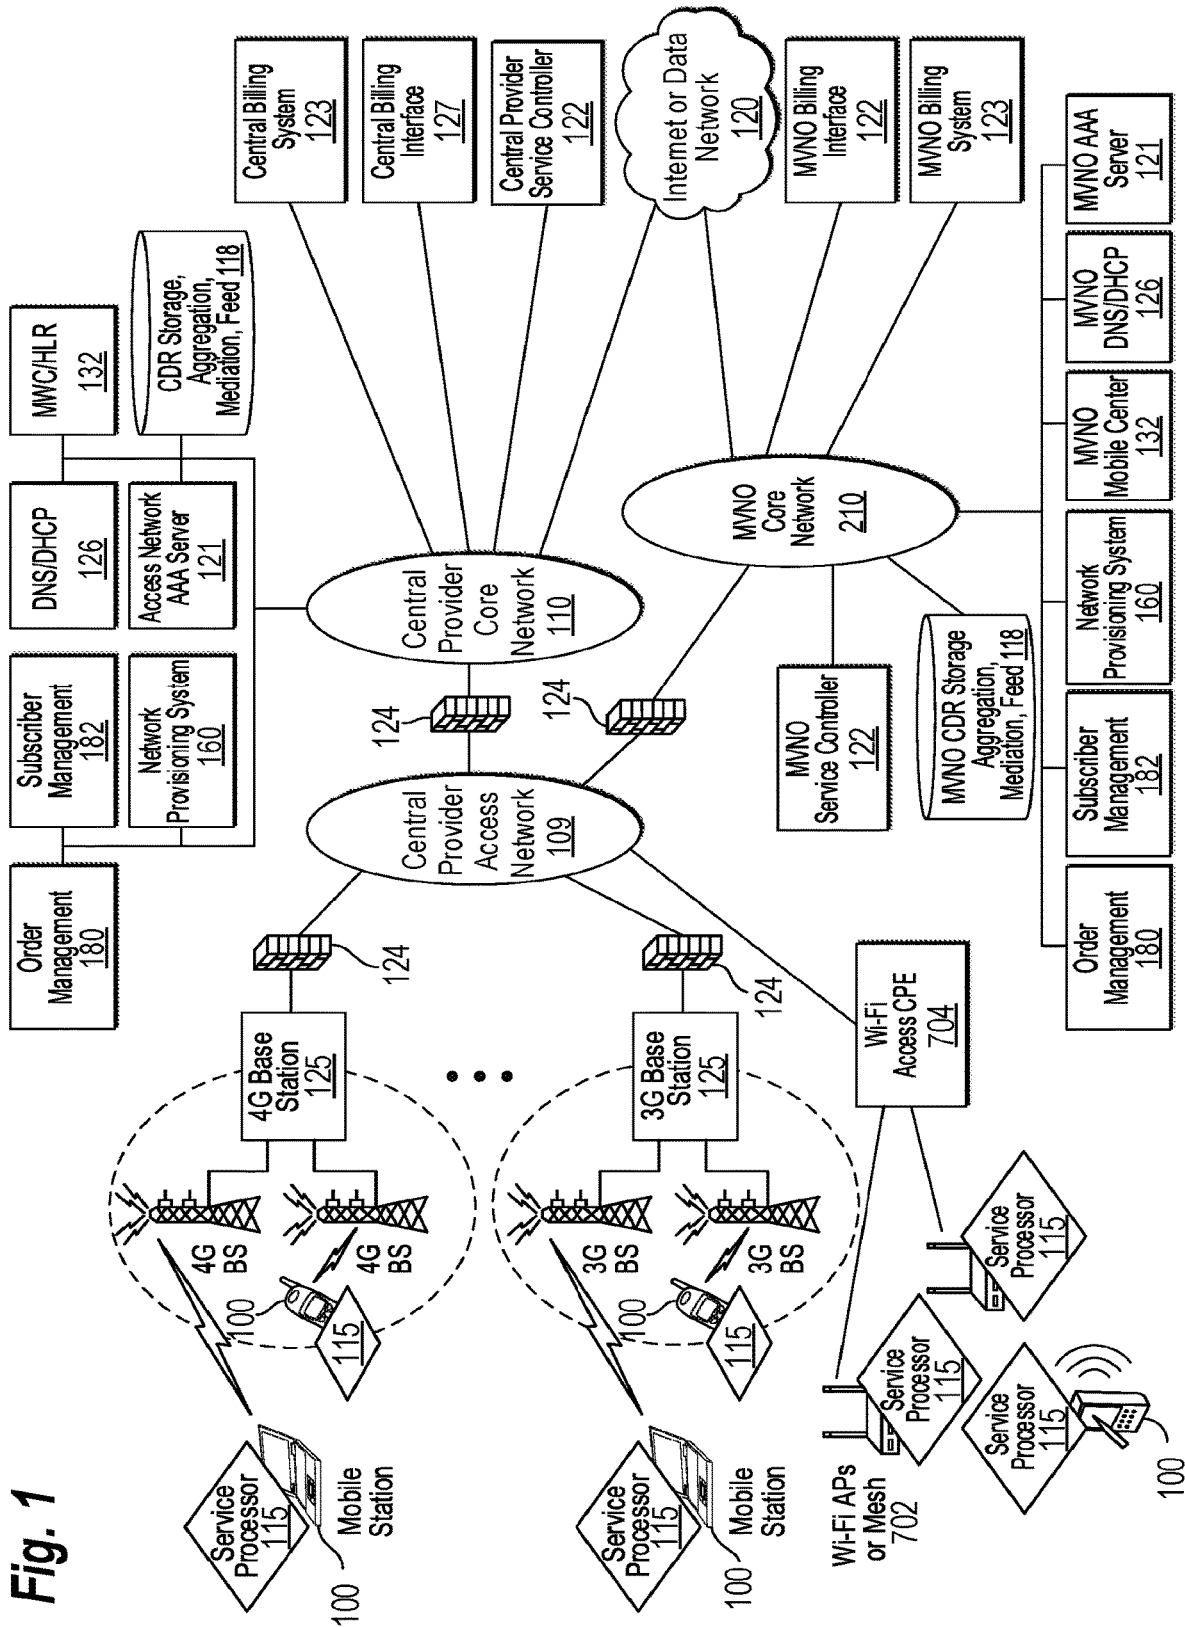 Fig. 1
Order
Management
180
Subscriber
Management
182
DNS/DHCP
126
MWC/HLR
132
Network
Provisioning System
160
Access Network
AAA Server
121
CDR Storage,
Aggregation,
Mediation, Feed 118
Service
Processor
115
100
Mobile
Station
4G
BS
4G
BS
100
115
4G Base
Station
125
124
Central
Provider
Access
Network
109
124
124
Central
Provider
Core
Network
110
Central Billing
System
123
Central Billing
Interface
127
Central Provider
Service Controller
122
Service
Processor
115
100
Mobile
Station
3G
BS
3G
BS
100
115
3G Base
Station
125
124
Internet or Data
Network
120
MVNO
Core
Network
210
MVNO Billing
Interface
122
MVNO Billing
System
123
MVNO
Service Controller
122
Wi-Fi APs
or Mesh
702
Service
Processor
115
Service
Processor
115
Service
Processor
115
100
Wi-Fi
Access CPE
704
MVNO CDR Storage
Aggregation,
Mediation, Feed 118
Order
Management
180
Subscriber
Management
182
Network
Provisioning System
160
MVNO
Mobile Center
132
MVNO
DNS/DHCP
126
MVNO AAA
Server
121